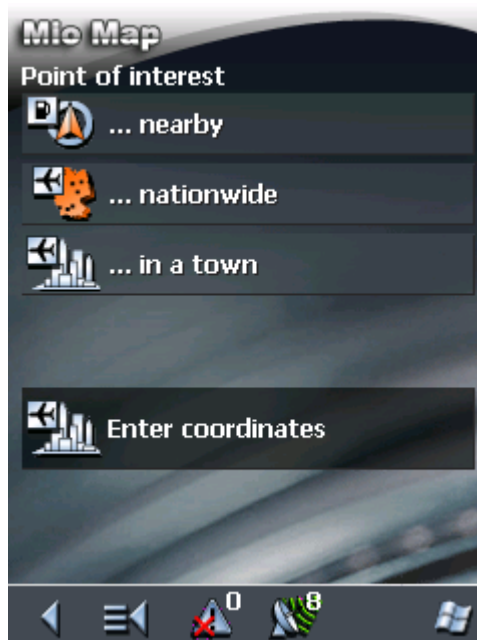 Mio Map
Point of interest
... nearby
... nationwide
... in a town
Enter coordinates
0
8